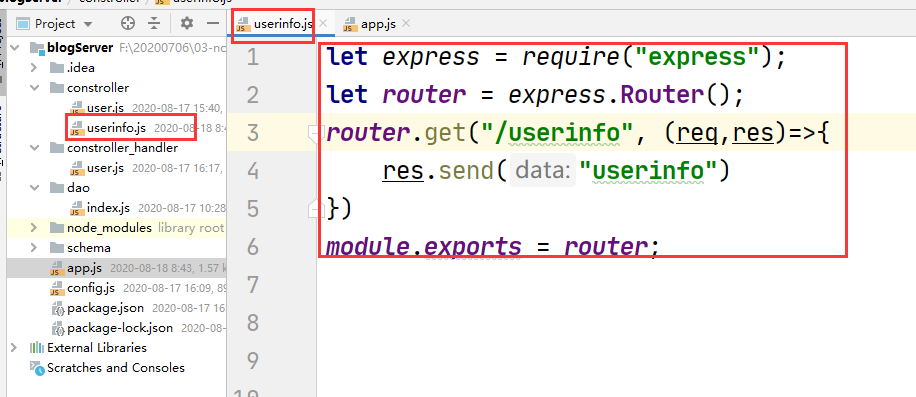 blogServer constroller userinfo.js
Project
userinfo.js
app.js
blogServer F:\20200706\03-no
.idea
constroller
user.js 2020-08-17 15:40,
userinfo.js 2020-08-18 8:4
constroller_handler
user.js 2020-08-17 16:17,
dao
index.js 2020-08-17 10:28
node_modules library root
schema
app.js 2020-08-18 8:43, 1.57 k
config.js 2020-08-17 16:09, 89
package.json 2020-08-17 16
package-lock.json 2020-08-
External Libraries
Scratches and Consoles
1 let express = require("express");
2 let router = express.Router();
3 router.get("/userinfo", (req,res)=>{
4 res.send( data: "userinfo")
5 })
6 module.exports = router;
7
8
9
10